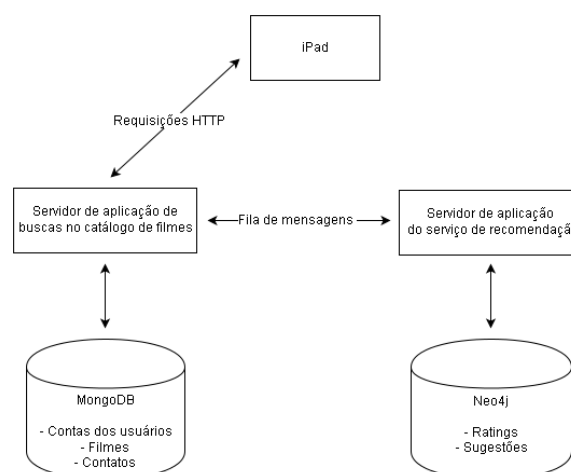 iPad
Requisições HTTP
Servidor de aplicação de
buscas no catálogo de filmes
Fila de mensagens
Servidor de aplicação
do serviço de recomendação
MongoDB
- Contas dos usuários
- Filmes
- Contatos
Neo4j
- Ratings
- Sugestões